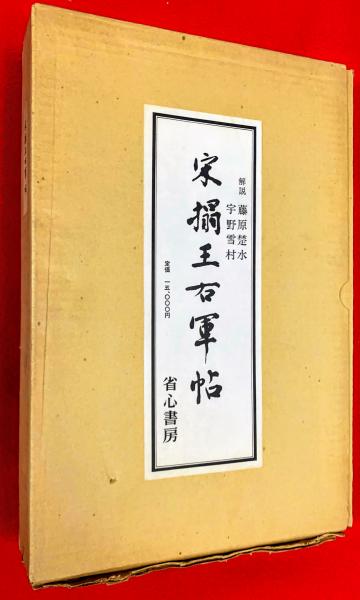 解説 藤原楚水
宇野雪村
宋搨王右軍帖
定価 一五、〇〇〇円
省心書房